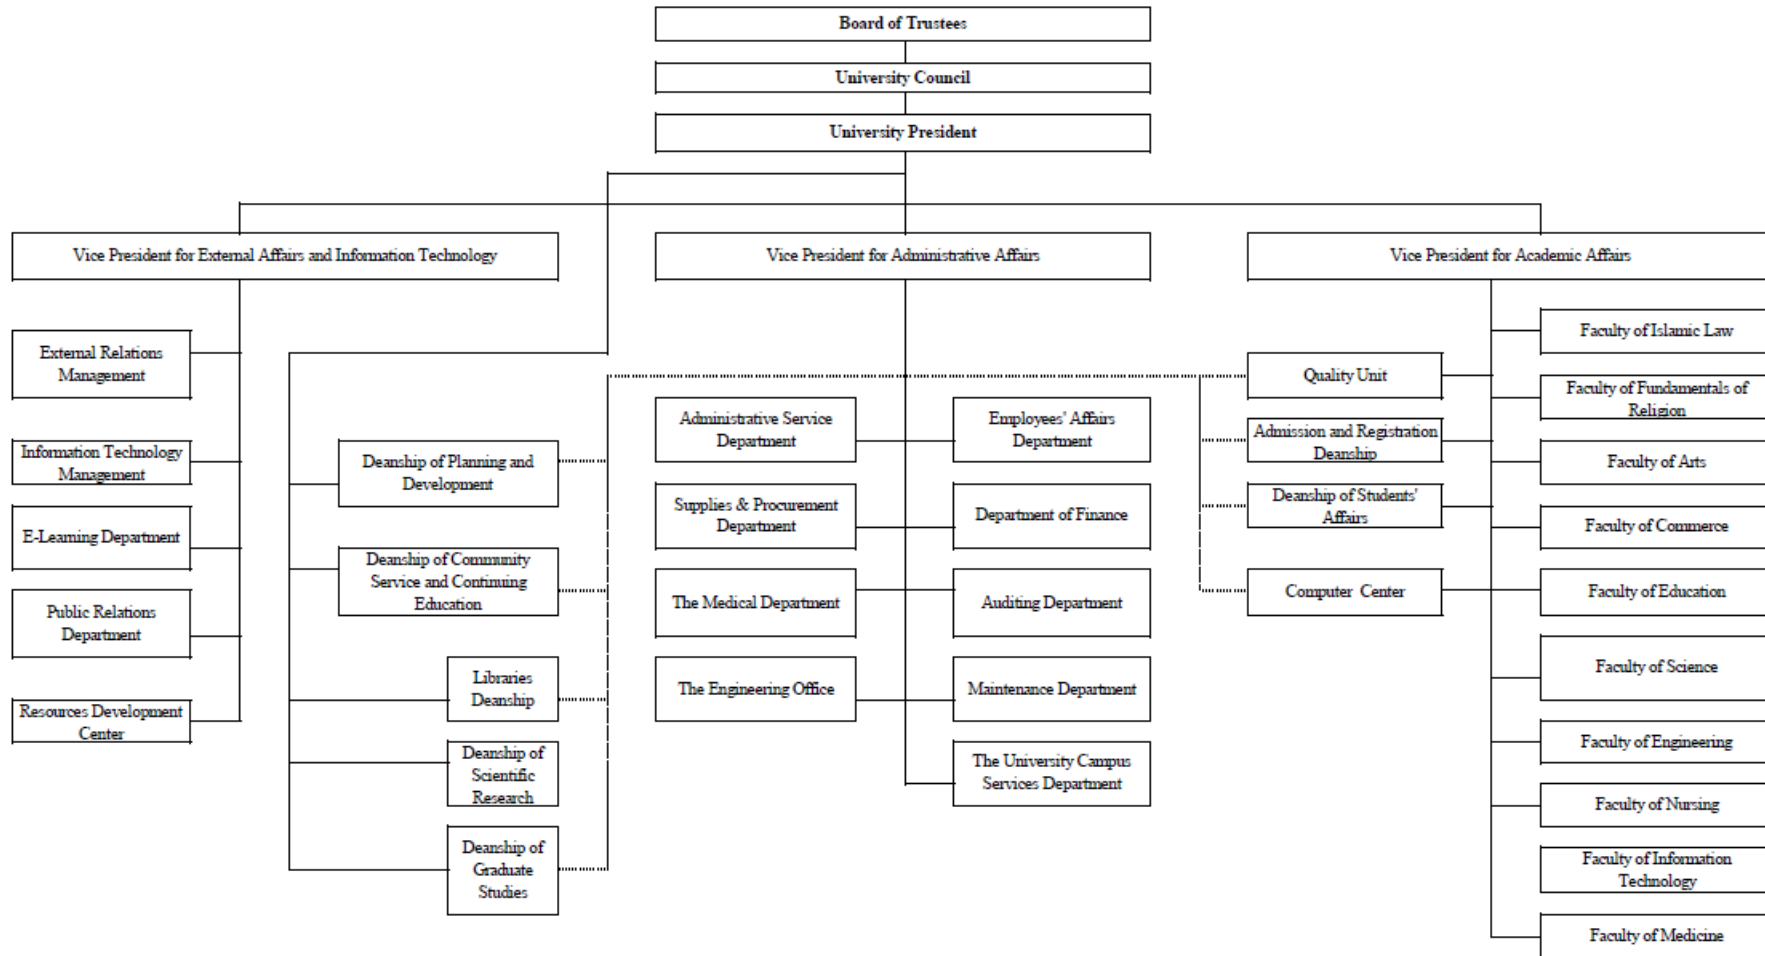 Board of Trustees
University Council
University President
Vice President for External Affairs and Information Technology
Vice President for Administrative Affairs
Vice President for Academic Affairs
External Relations
Management
Information Technology
Management
E-Learning Department
Public Relations
Department
Resources Development
Center
Deanship of Planning and
Development
Deanship of Community
Service and Continuing
Education
Libraries
Deanship
Deanship of
Scientific
Research
Deanship of
Graduate
Studies
Administrative Service
Department
Employees' Affairs
Department
Supplies & Procurement
Department
Department of Finance
The Medical Department
Auditing Department
The Engineering Office
Maintenance Department
The University Campus
Services Department
Quality Unit
Admission and Registration
Deanship
Deanship of Students'
Affairs
Computer Center
Faculty of Islamic Law
Faculty of Fundamentals of
Religion
Faculty of Arts
Faculty of Commerce
Faculty of Education
Faculty of Science
Faculty of Engineering
Faculty of Nursing
Faculty of Information
Technology
Faculty of Medicine